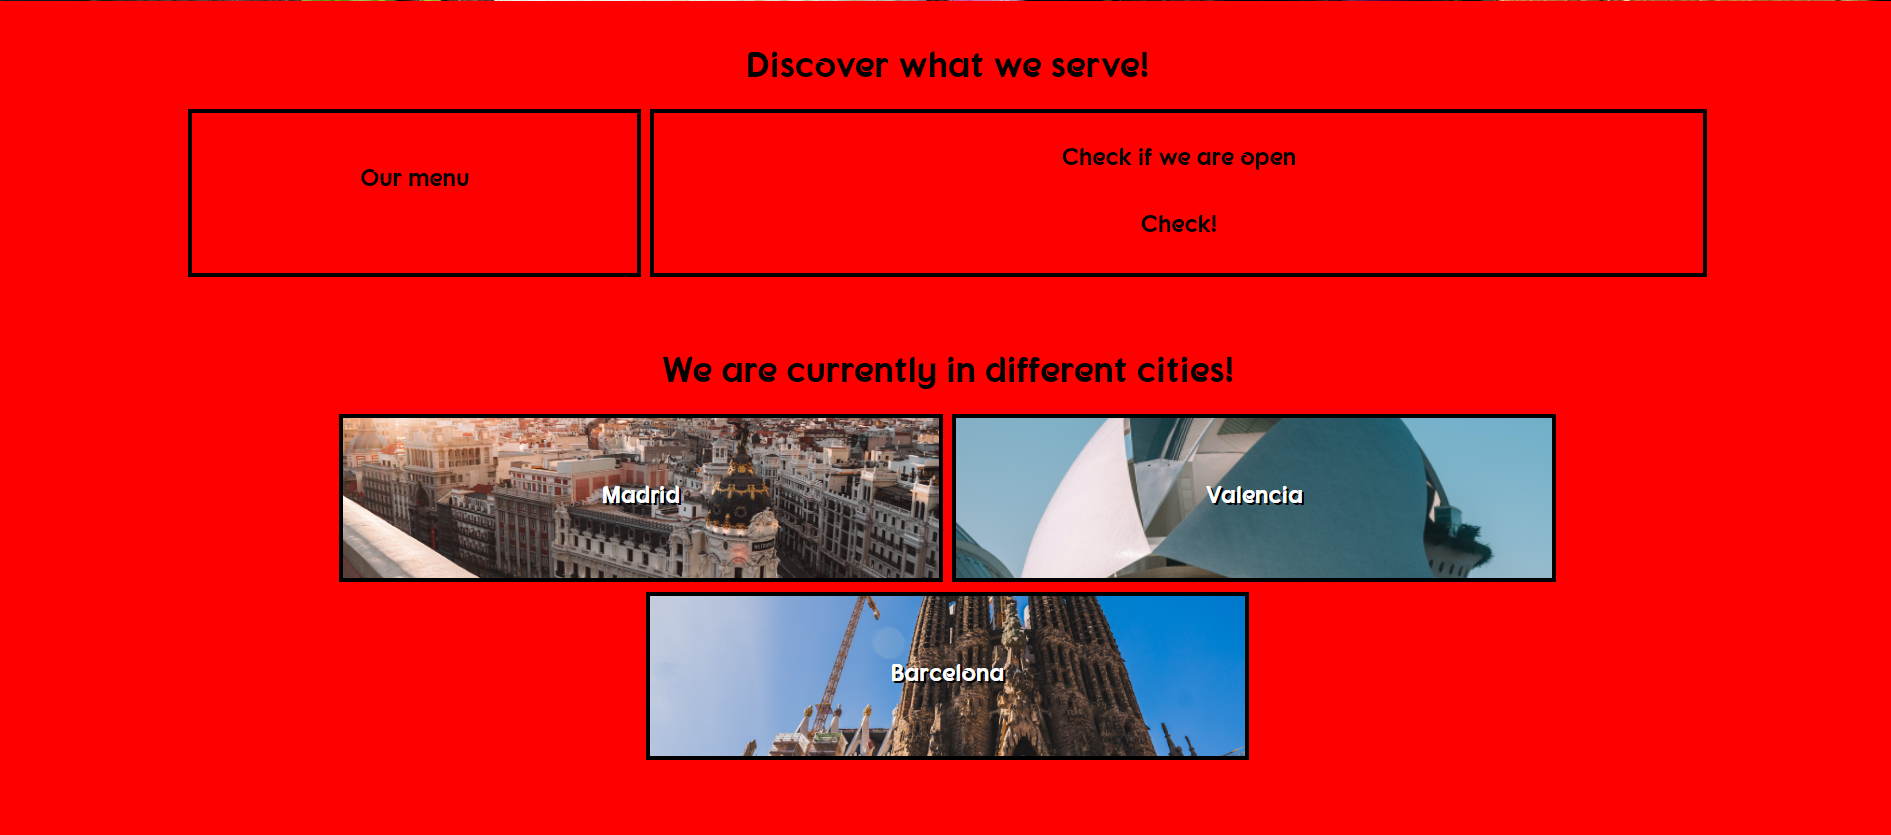 Discover what we serve!
Our menu
Check if we are open
Check!
We are currently in different cities!
Madrid
Valencia
Barcelona